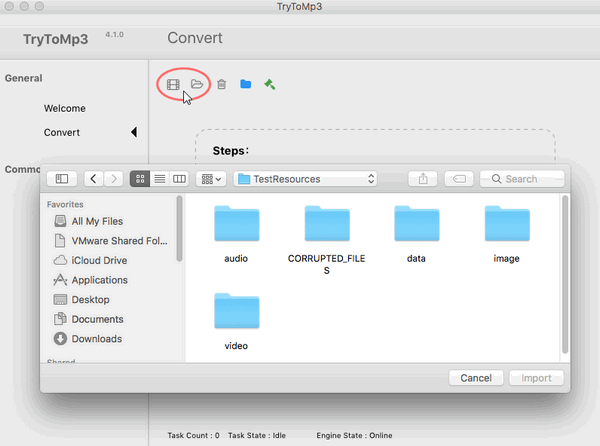 TryToMp3
TryToMp3 4.1.0 Convert
General
Welcome
Convert
Steps:
Commo
TestResources
Search
Favorites
All My Files
VMware Shared Fol...
iCloud Drive
Applications
Desktop
Documents
Downloads
audio CORRUPTED_FILE data image
S
video
Cancel Import
Task Count : 0 Task State : Idle Engine State : Online